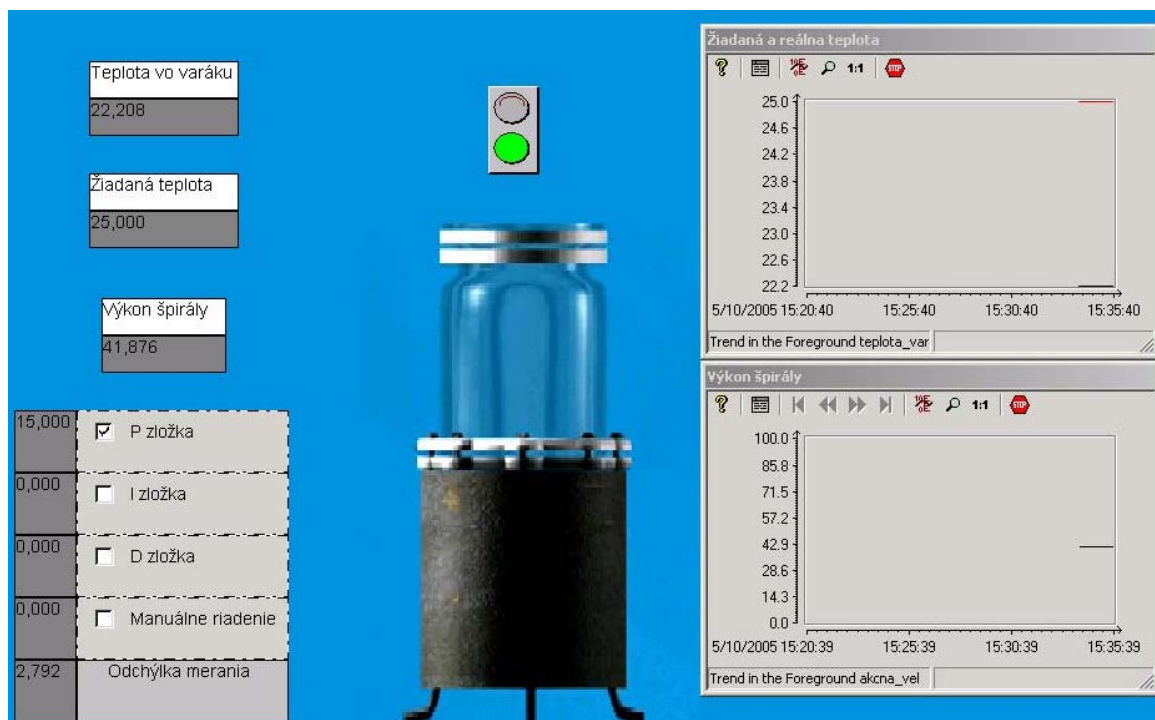 Teplota vo varáku
22,208
Žiadaná teplota
25,000
Výkon špirály
41,876
15,000 P zložka
0,000 I zložka
0,000 D zložka
0,000 Manuálne riadenie
2,792 Odchýlka merania
Žiadaná a reálna teplota
1:1 STOP
25.0
24.6
24.2
23.8
23.4
23.0
22.6
22.2
5/10/2005 15:20:40 15:25:40 15:30:40 15:35:40
Trend in the Foreground teplota_var
Výkon špirály
1:1 STOP
100.0
85.8
71.5
57.2
42.9
28.6
14.3
0.0
5/10/2005 15:20:39 15:25:39 15:30:39 15:35:39
Trend in the Foreground akcna_vel